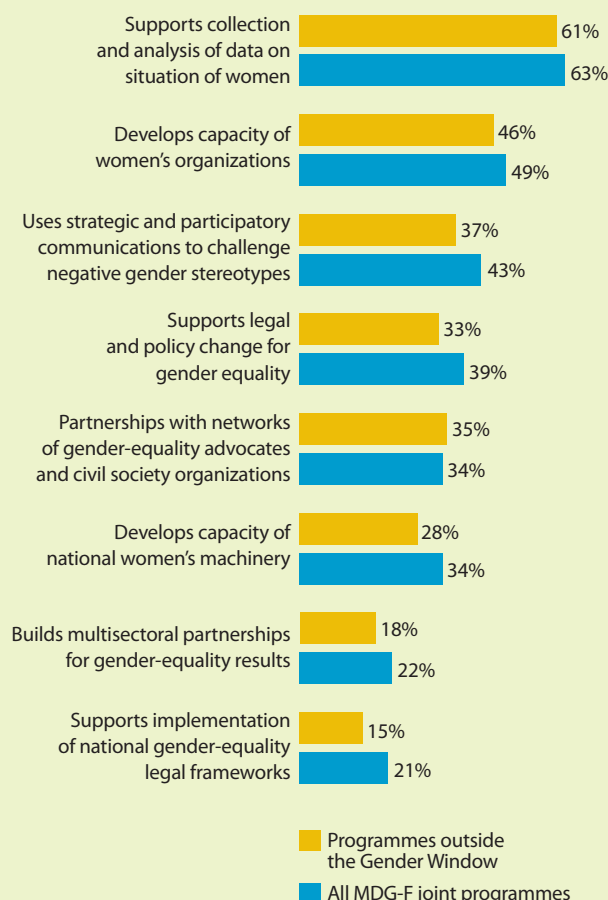 Supports collection
and analysis of data on
situation of women
61%
63%
Develops capacity of
women's organizations
46%
49%
Uses strategic and participatory
communications to challenge
negative gender stereotypes
37%
43%
Supports legal
and policy change for
gender equality
33%
39%
Partnerships with networks
of gender-equality advocates
and civil society organizations
35%
34%
Develops capacity of
national women's machinery
28%
34%
Builds multisectoral partnerships
for gender-equality results
18%
22%
Supports implementation
of national gender-equality
legal frameworks
15%
21%
Programmes outside
the Gender Window
All MDG-F joint programmes